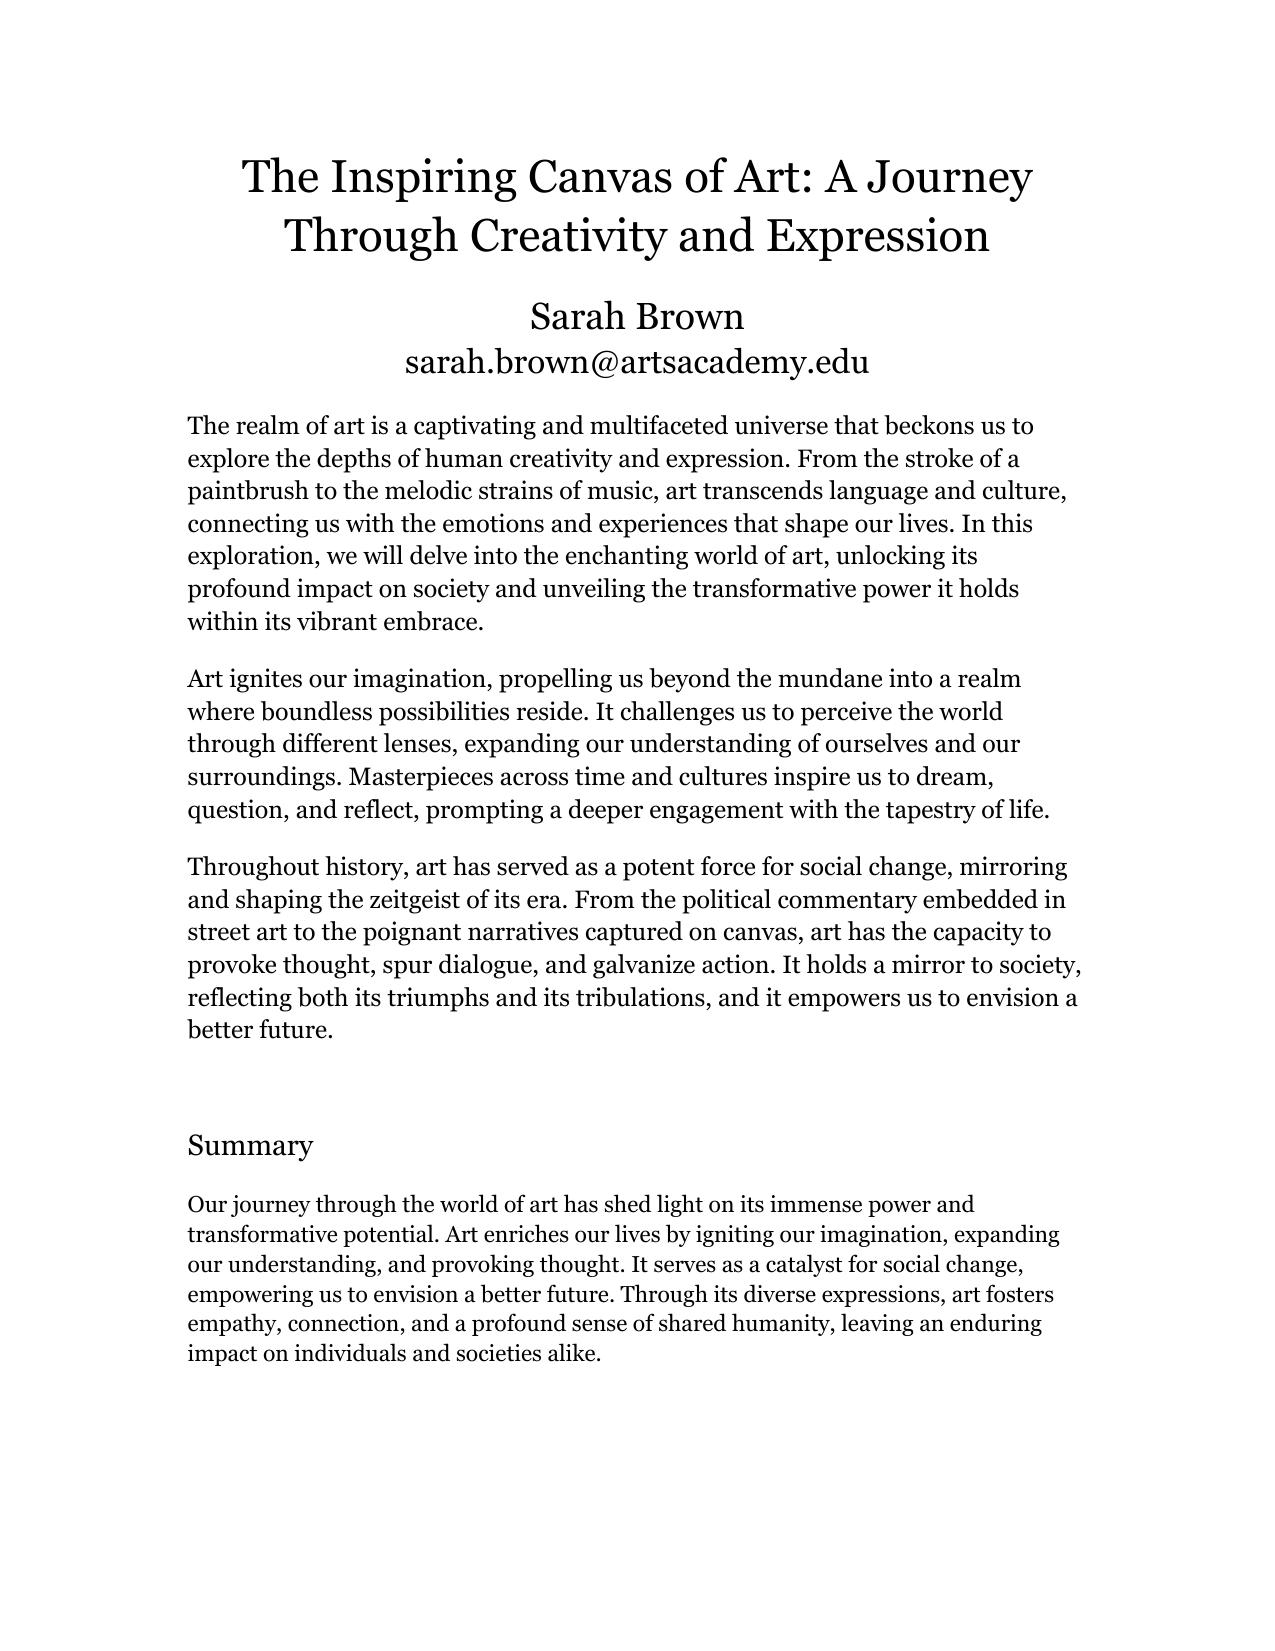 The Inspiring Canvas of Art: A Journey
Through Creativity and Expression
Sarah Brown
sarah.brown@artsacademy.edu
The realm of art is a captivating and multifaceted universe that beckons us to
explore the depths of human creativity and expression. From the stroke of a
paintbrush to the melodic strains of music, art transcends language and culture,
connecting us with the emotions and experiences that shape our lives. In this
exploration, we will delve into the enchanting world of art, unlocking its
profound impact on society and unveiling the transformative power it holds
within its vibrant embrace.
Art ignites our imagination, propelling us beyond the mundane into a realm
where boundless possibilities reside. It challenges us to perceive the world
through different lenses, expanding our understanding of ourselves and our
surroundings. Masterpieces across time and cultures inspire us to dream,
question, and reflect, prompting a deeper engagement with the tapestry of life.
Throughout history, art has served as a potent force for social change, mirroring
and shaping the zeitgeist of its era. From the political commentary embedded in
street art to the poignant narratives captured on canvas, art has the capacity to
provoke thought, spur dialogue, and galvanize action. It holds a mirror to society,
reflecting both its triumphs and its tribulations, and it empowers us to envision a
better future.
Summary
Our journey through the world of art has shed light on its immense power and
transformative potential. Art enriches our lives by igniting our imagination, expanding
our understanding, and provoking thought. It serves as a catalyst for social change,
empowering us to envision a better future. Through its diverse expressions, art fosters
empathy, connection, and a profound sense of shared humanity, leaving an enduring
impact on individuals and societies alike.